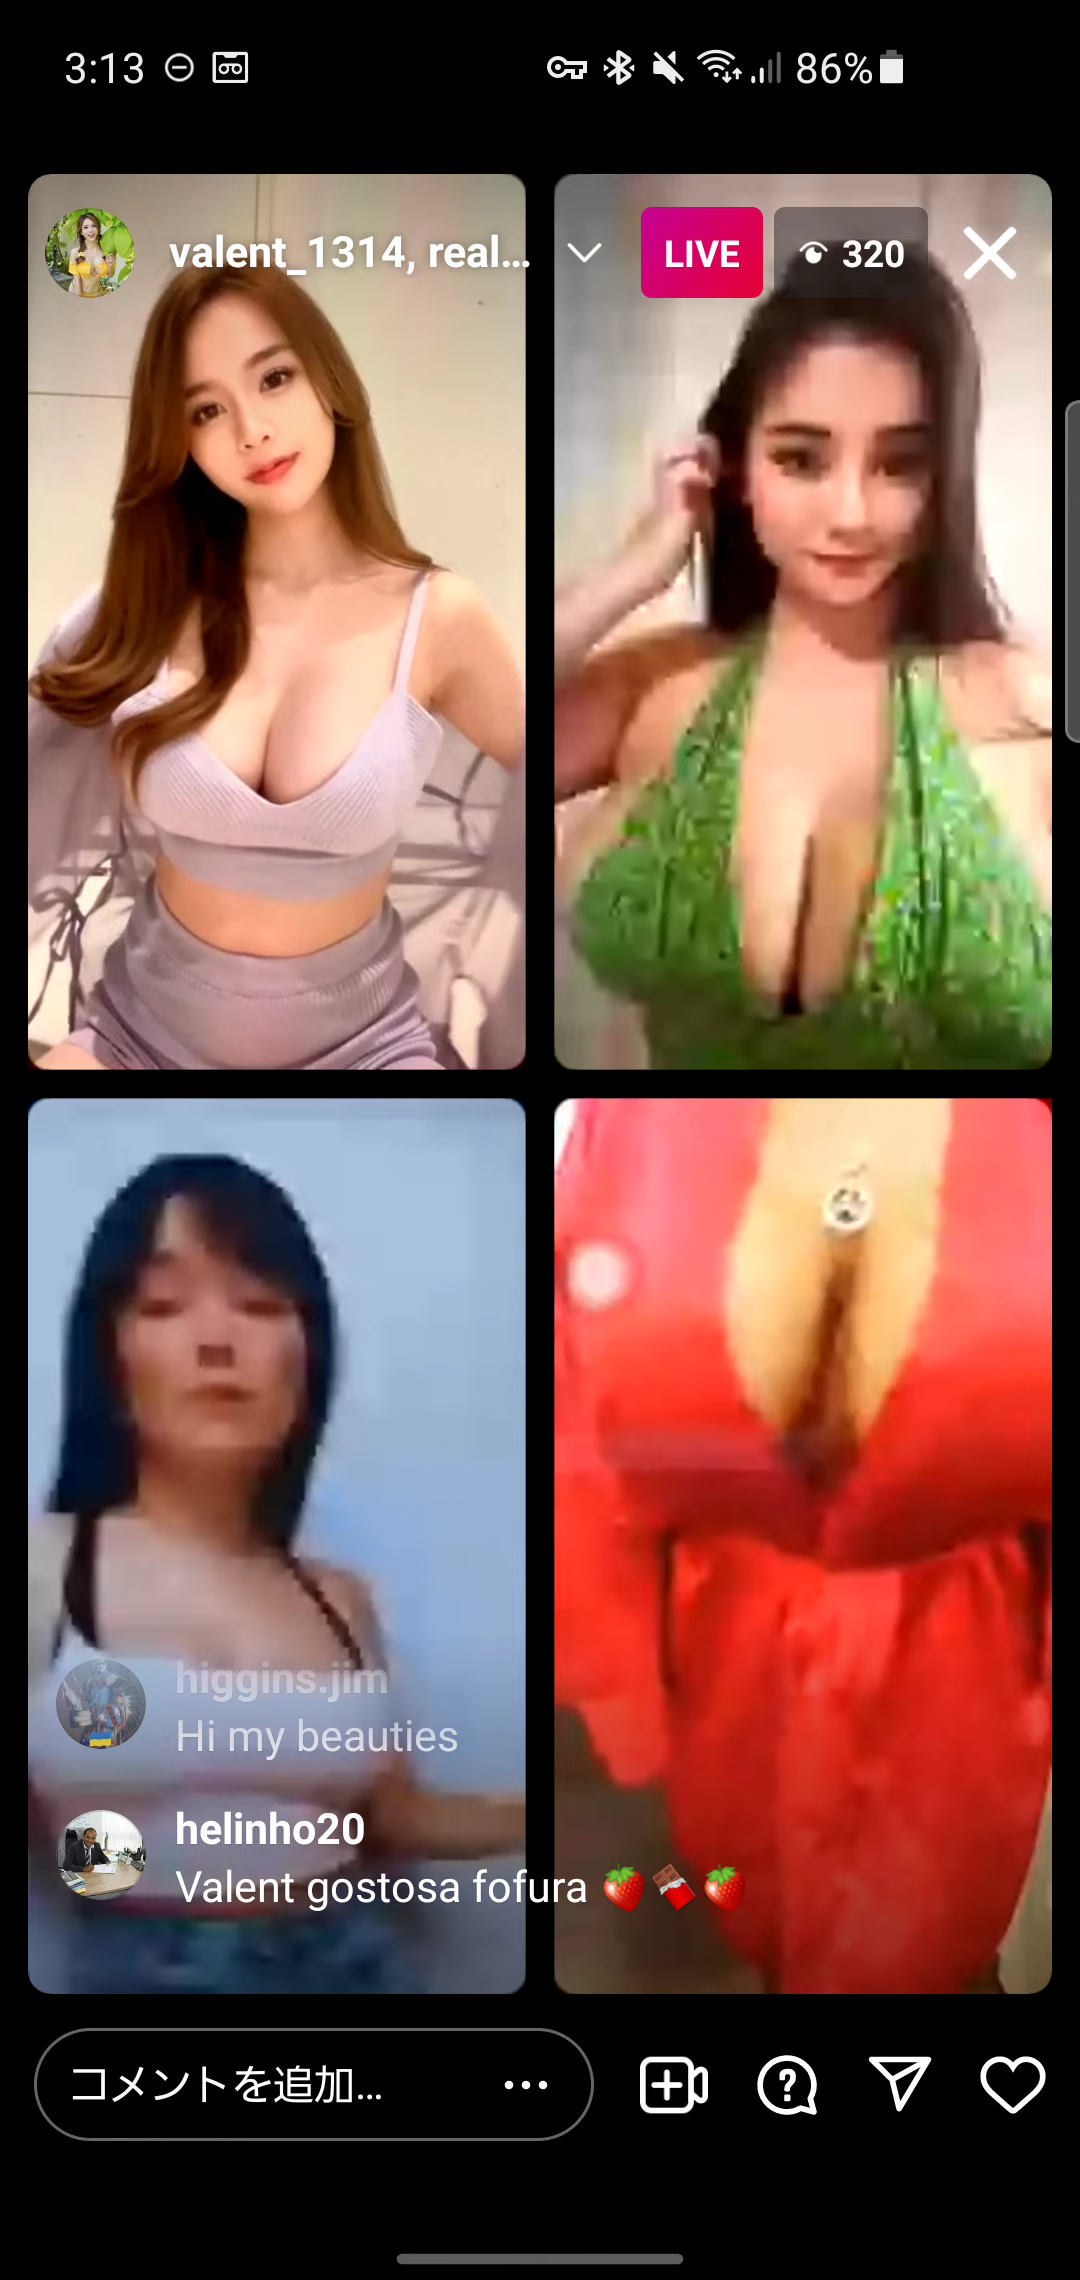 3:13
86%
valent_1314, real...
LIVE
320
higgins.jim
Hi my beauties
helinho20
Valent gostosa fofura 🍓🍫🍓
コメントを追加...